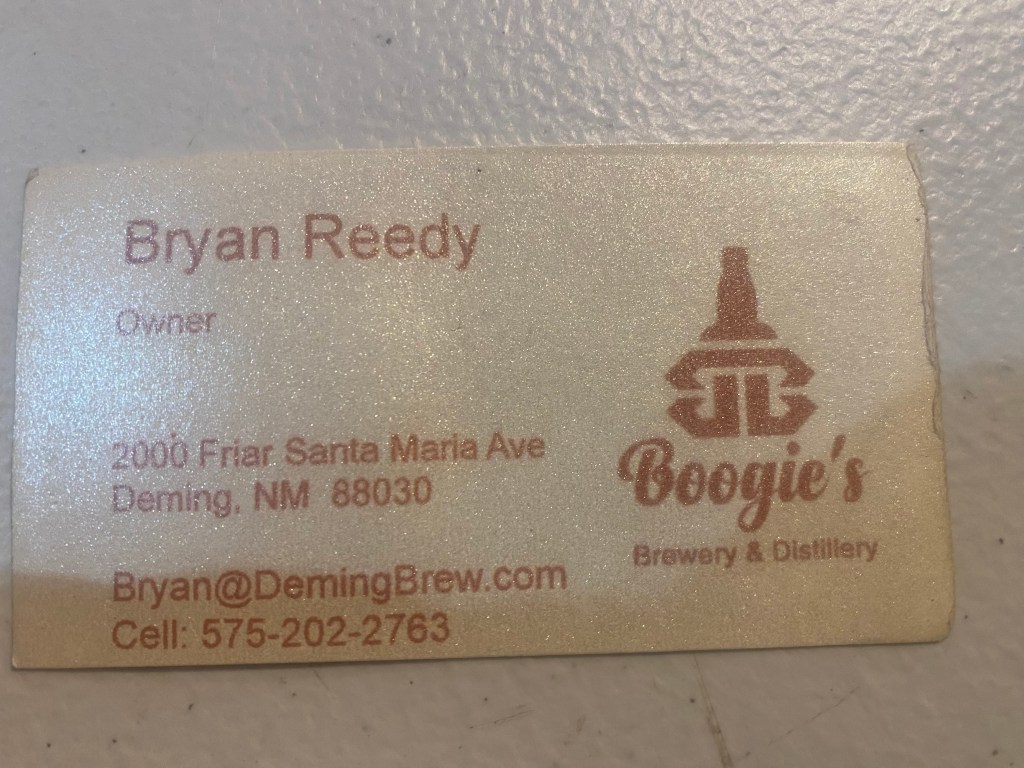 Bryan Reedy
Owner
2000 Friar Santa Maria Ave
Deming, NM 88030
Bryan@DemingBrew.com
Cell: 575-202-2763
Boogie's
Brewery & Distillery